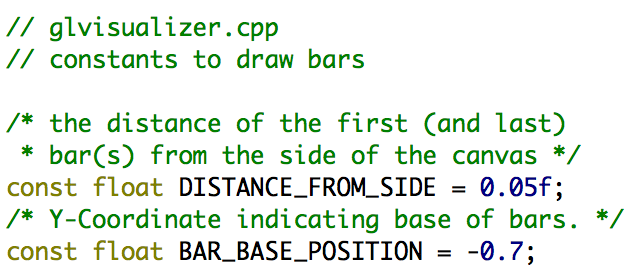 // glvisualizer.cpp
// constants to draw bars
/* the distance of the first (and last)
 * bar(s) from the side of the canvas */
const float DISTANCE_FROM_SIDE = 0.05f;
/* Y-Coordinate indicating base of bars. */
const float BAR_BASE_POSITION = -0.7;